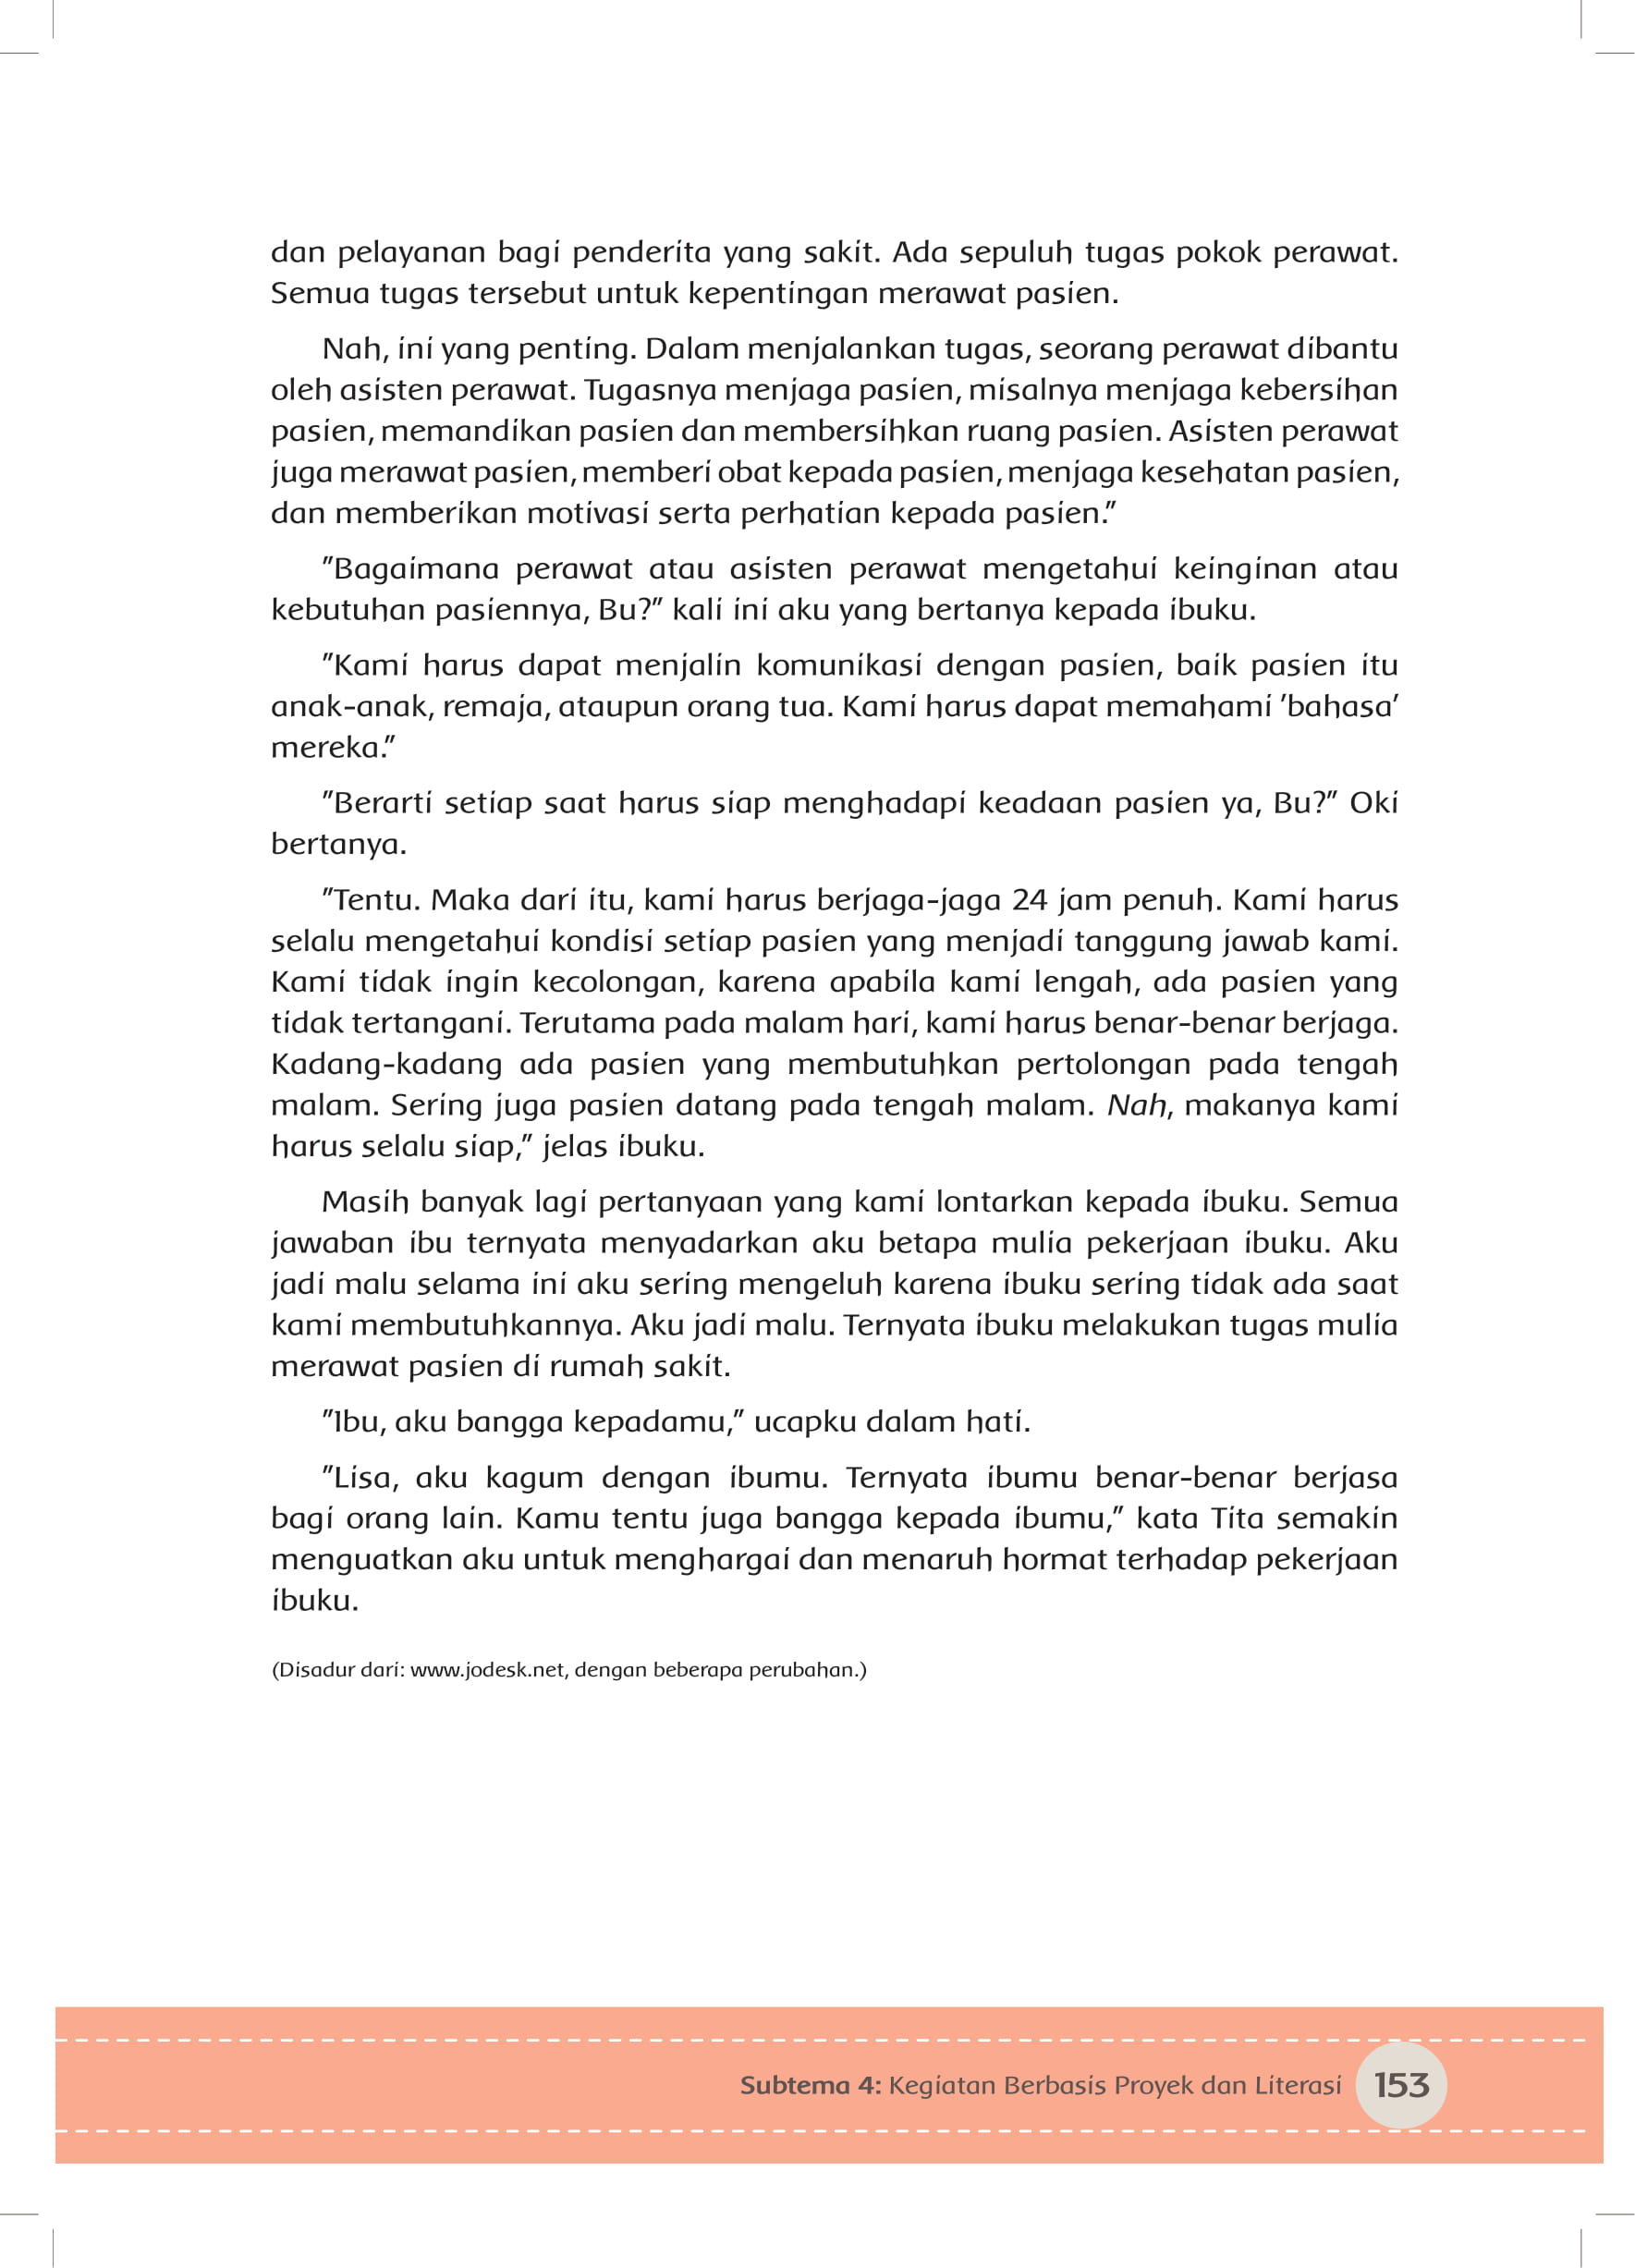 dan pelayanan bagi penderita yang sakit. Ada sepuluh tugas pokok perawat.
Semua tugas tersebut untuk kepentingan merawat pasien.
Nah, ini yang penting. Dalam menjalankan tugas, seorang perawat dibantu
oleh asisten perawat. Tugasnya menjaga pasien, misalnya menjaga kebersihan
pasien, memandikan pasien dan membersihkan ruang pasien. Asisten perawat
juga merawat pasien, memberi obat kepada pasien, menjaga kesehatan pasien,
dan memberikan motivasi serta perhatian kepada pasien.”
”Bagaimana perawat atau asisten perawat mengetahui keinginan atau
kebutuhan pasiennya, Bu?” kali ini aku yang bertanya kepada ibuku.
”Kami harus dapat menjalin komunikasi dengan pasien, baik pasien itu
anak-anak, remaja, ataupun orang tua. Kami harus dapat memahami ’bahasa’
mereka.”
”Berarti setiap saat harus siap menghadapi keadaan pasien ya, Bu?” Oki
bertanya.
”Tentu. Maka dari itu, kami harus berjaga-jaga 24 jam penuh. Kami harus
selalu mengetahui kondisi setiap pasien yang menjadi tanggung jawab kami.
Kami tidak ingin kecolongan, karena apabila kami lengah, ada pasien yang
tidak tertangani. Terutama pada malam hari, kami harus benar-benar berjaga.
Kadang-kadang ada pasien yang membutuhkan pertolongan pada tengah
malam. Sering juga pasien datang pada tengah malam. Nah, makanya kami
harus selalu siap,” jelas ibuku.
Masih banyak lagi pertanyaan yang kami lontarkan kepada ibuku. Semua
jawaban ibu ternyata menyadarkan aku betapa mulia pekerjaan ibuku. Aku
jadi malu selama ini aku sering mengeluh karena ibuku sering tidak ada saat
kami membutuhkannya. Aku jadi malu. Ternyata ibuku melakukan tugas mulia
merawat pasien di rumah sakit.
”Ibu, aku bangga kepadamu,” ucapku dalam hati.
”Lisa, aku kagum dengan ibumu. Ternyata ibumu benar-benar berjasa
bagi orang lain. Kamu tentu juga bangga kepada ibumu,” kata Tita semakin
menguatkan aku untuk menghargai dan menaruh hormat terhadap pekerjaan
ibuku.
(Disadur dari: www.jodesk.net, dengan beberapa perubahan.)
Subtema 4: Kegiatan Berbasis Proyek dan Literasi 153